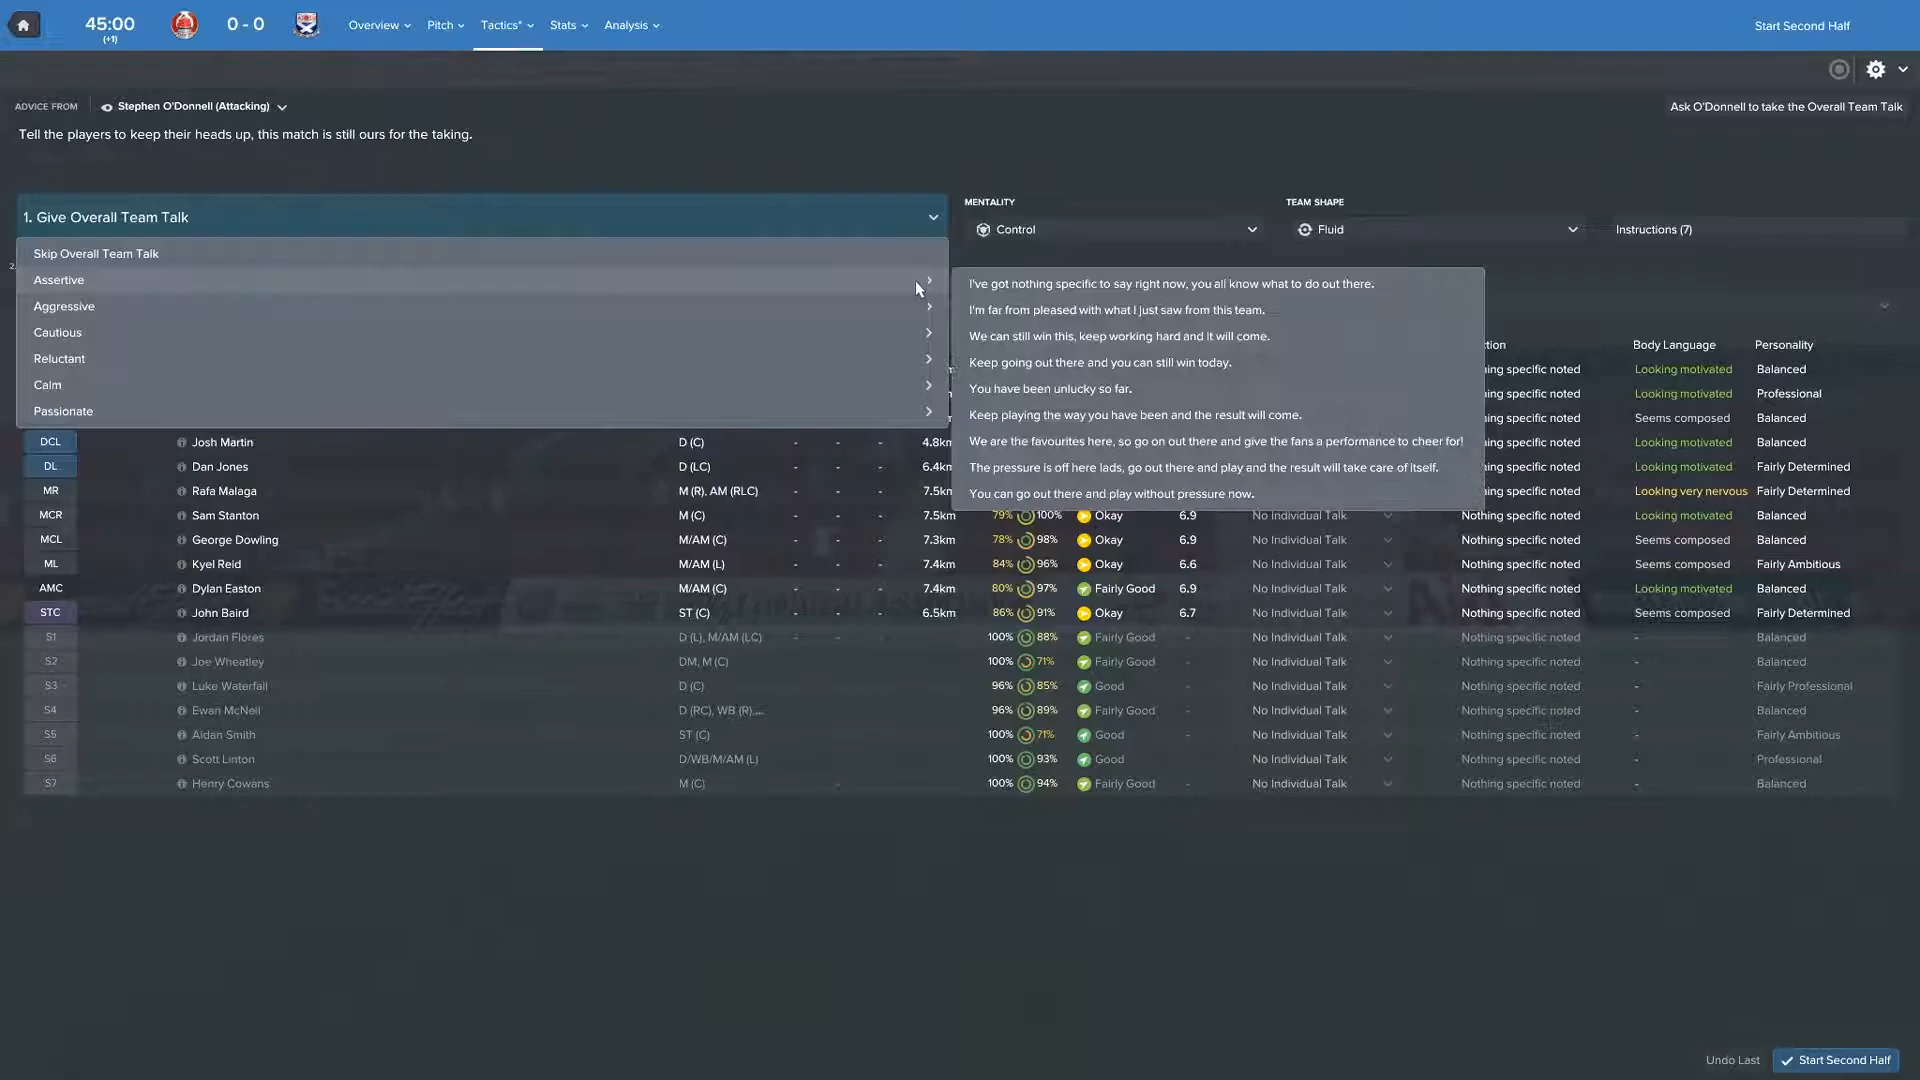 45:00
(+1)
0 - 0
Overview
Pitch
Tactics*
Stats
Analysis
Start Second Half
ADVICE FROM
Stephen O'Donnell (Attacking)
Ask O'Donnell to take the Overall Team Talk
Tell the players to keep their heads up, this match is still ours for the taking.
1. Give Overall Team Talk
MENTALITY
Control
TEAM SHAPE
Fluid
Instructions (7)
Skip Overall Team Talk
Assertive
Aggressive
Cautious
Reluctant
Calm
Passionate
I've got nothing specific to say right now, you all know what to do out there.
I'm far from pleased with what I just saw from this team.
We can still win this, keep working hard and it will come.
Keep going out there and you can still win today.
You have been unlucky so far.
Keep playing the way you have been and the result will come.
We are the favourites here, so go on out there and give the fans a performance to cheer for!
The pressure is off here lads, go out there and play and the result will take care of itself.
You can go out there and play without pressure now.
Body Language Personality
Looking motivated Balanced
Looking motivated Professional
Seems composed Balanced
DCL Josh Martin D (C) - - - 4.8km Looking motivated Balanced
DL Dan Jones D (LC) - - - 6.4km Looking motivated Fairly Determined
MR Rafa Malaga M (R), AM (RLC) - - - 7.5km Looking very nervous Fairly Determined
MCR Sam Stanton M (C) - - - 7.5km 79% 100% Okay 6.9 No Individual Talk Nothing specific noted Looking motivated Balanced
MCL George Dowling M/AM (C) - - - 7.3km 78% 98% Okay 6.9 No Individual Talk Nothing specific noted Seems composed Balanced
ML Kyel Reid M/AM (L) - - - 7.4km 84% 96% Okay 6.6 No Individual Talk Nothing specific noted Seems composed Fairly Ambitious
AMC Dylan Easton M/AM (C) - - - 7.4km 80% 97% Fairly Good 6.9 No Individual Talk Nothing specific noted Looking motivated Balanced
STC John Baird ST (C) - - - 6.5km 86% 91% Okay 6.7 No Individual Talk Nothing specific noted Seems composed Fairly Determined
S1 Jordan Flores D (L), M/AM (LC) - - - 100% 88% Fairly Good - No Individual Talk Nothing specific noted - Balanced
S2 Joe Wheatley DM, M (C) 100% 71% Fairly Good - No Individual Talk Nothing specific noted - Balanced
S3 Luke Waterfall D (C) 96% 85% Good - No Individual Talk Nothing specific noted - Fairly Professional
S4 Ewan McNeil D (RC), WB (R),... 96% 89% Fairly Good - No Individual Talk Nothing specific noted - Balanced
S5 Aidan Smith ST (C) 100% 71% Good - No Individual Talk Nothing specific noted - Fairly Ambitious
S6 Scott Linton D/WB/M/AM (L) 100% 93% Good - No Individual Talk Nothing specific noted - Professional
S7 Henry Cowans M (C) - 100% 94% Fairly Good - No Individual Talk Nothing specific noted - Balanced
Undo Last
Start Second Half